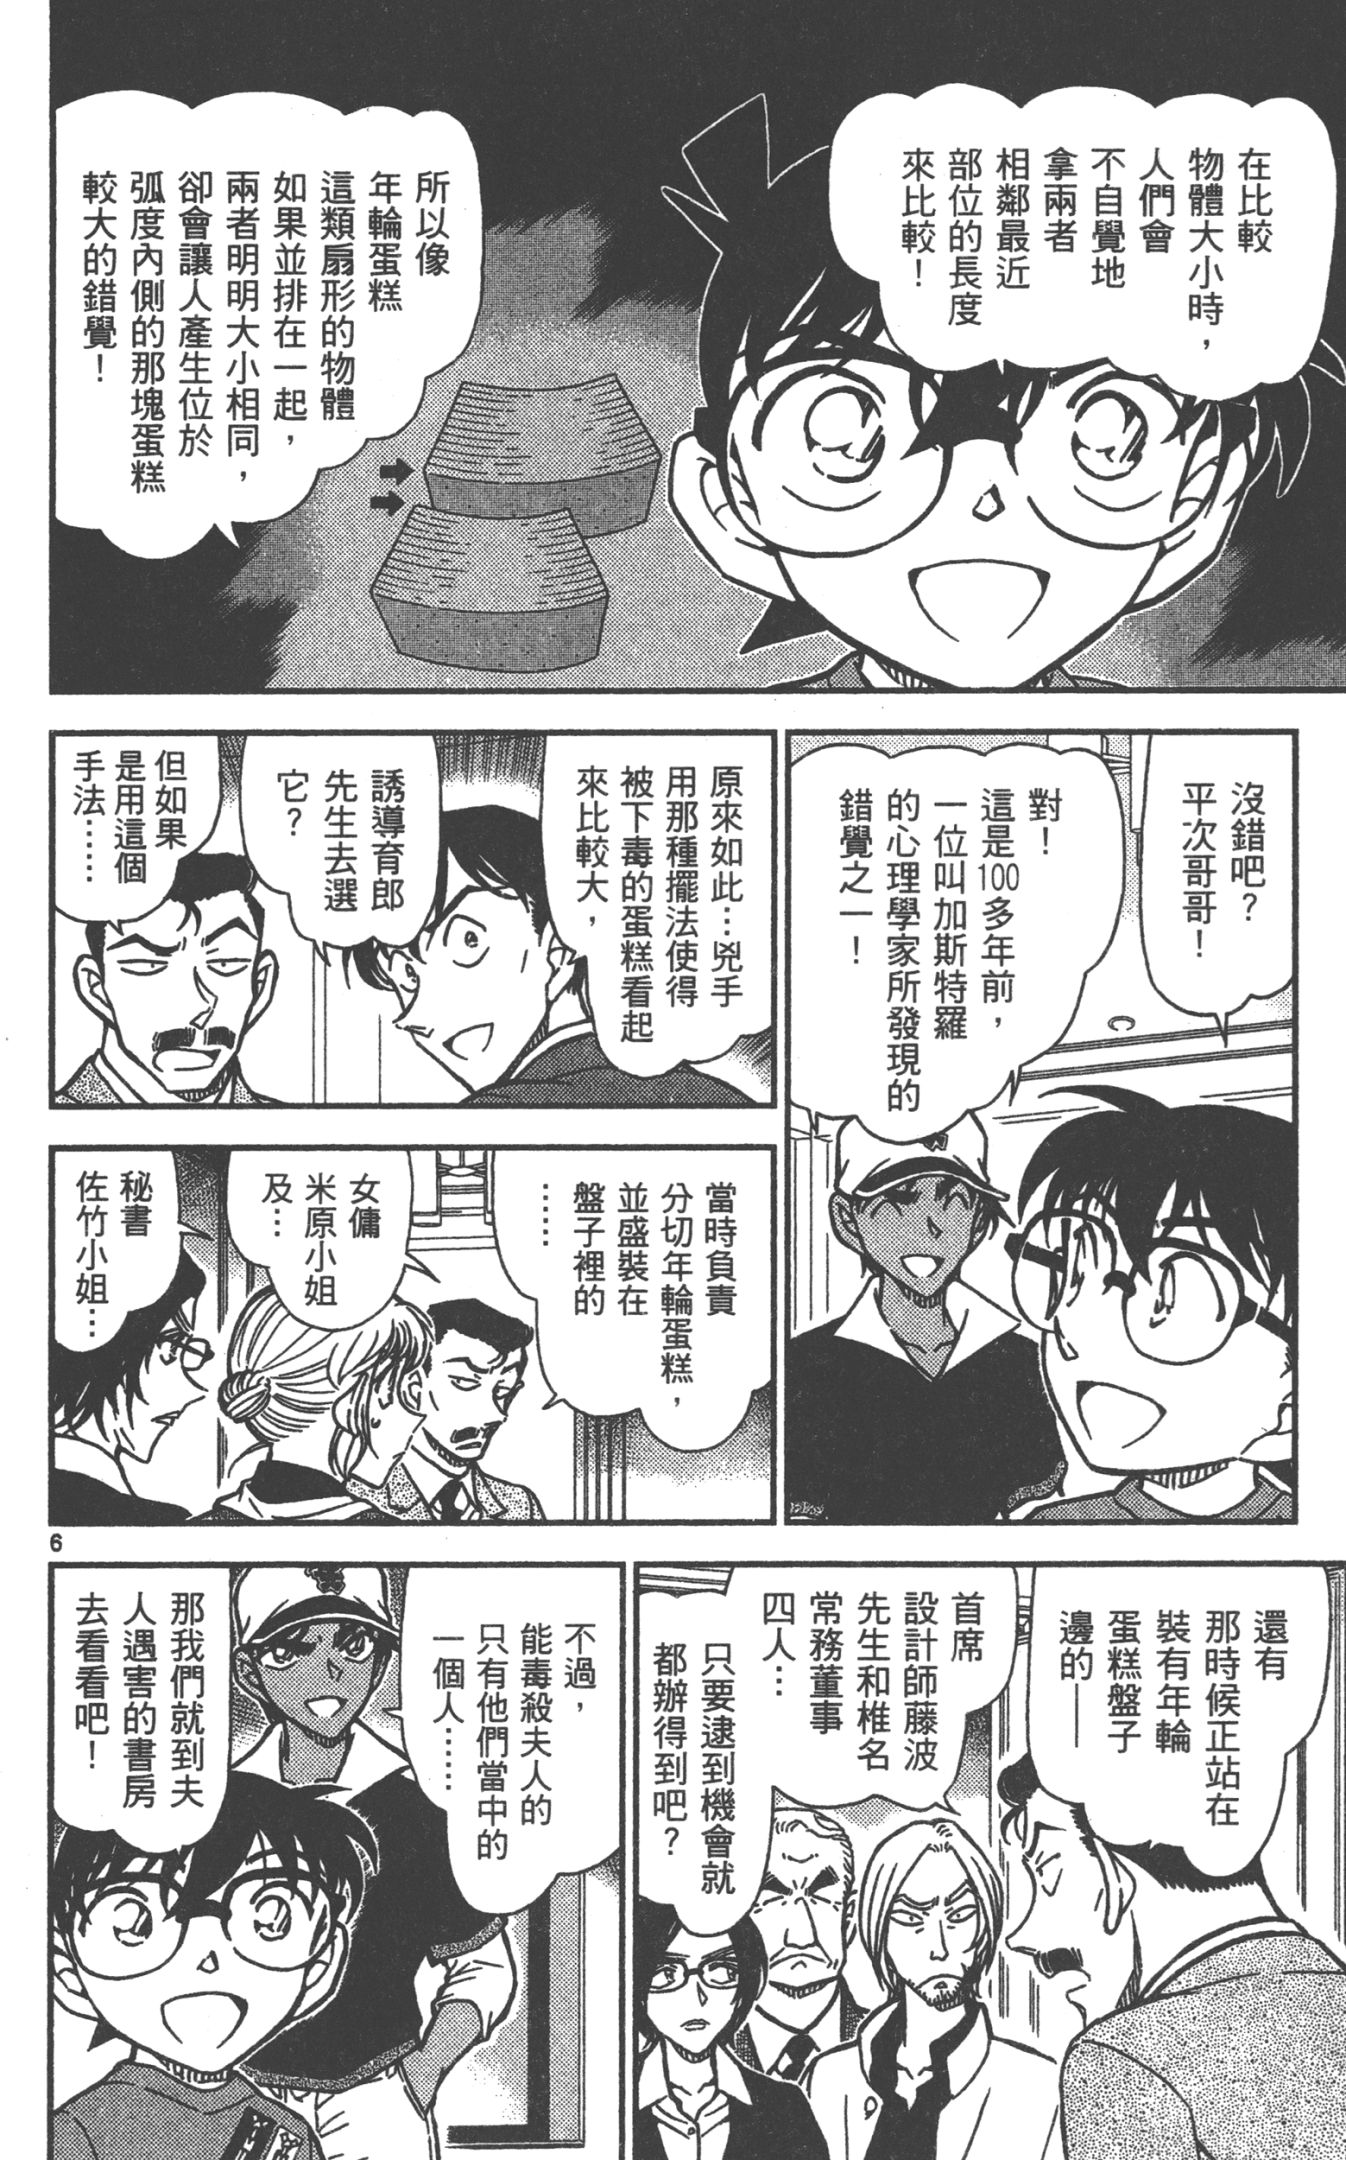 在比較
物體大小時，
人們會
不自覺地
拿兩者
相鄰最近
部位的長度
來比較！
所以像
年輪蛋糕
這類扇形的物體
如果並排在一起，
兩者明明大小相同，
卻會讓人產生位於
弧度內側的那塊蛋糕
較大的錯覺！
沒錯吧？
平次哥哥！
對！
這是100多年前，
一位叫加斯特羅
的心理學家所發現的
錯覺之一！
原來如此…兇手
用那種擺法使得
被下毒的蛋糕看起
來比較大，
誘導育郎
先生去選
它？
但如果
是用這個
手法……
當時負責
分切年輪蛋糕，
並盛裝在
盤子裡的
……
女傭
米原小姐
及…
秘書
佐竹小姐…
還有
那時候正站在
裝有年輪
蛋糕盤子
邊的——
首席
設計師藤波
先生和椎名
常務董事
四人…
只要逮到機會就
都辦得到吧？
不過，
能毒殺夫人的
只有他們當中的
一個人……
那我們就到夫
人遇害的書房
去看看吧！
6